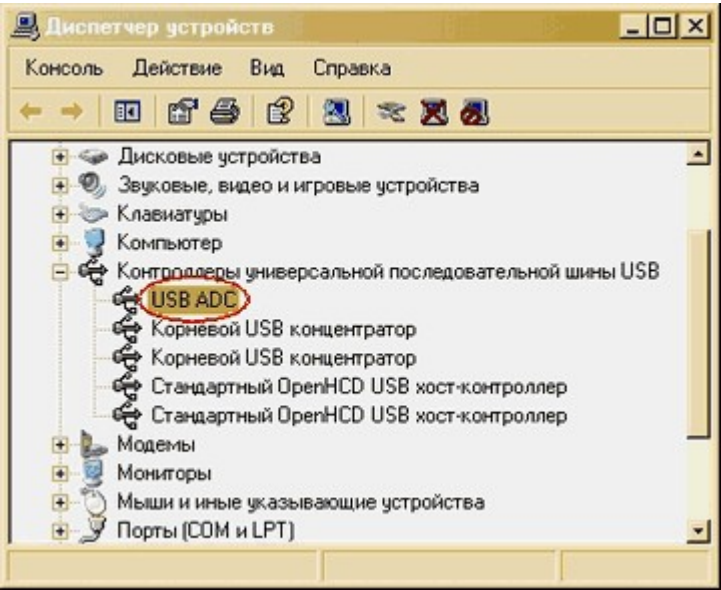 Диспетчер устройств
Консоль Действие Вид Справка
Дисковые устройства
Звуковые, видео и игровые устройства
Клавиатуры
Компьютер
Контроллеры универсальной последовательной шины USB
USB ADC
Корневой USB концентратор
Корневой USB концентратор
Стандартный OpenHCD USB хост-контроллер
Стандартный OpenHCD USB хост-контроллер
Модемы
Мониторы
Мыши и иные указывающие устройства
Порты (COM и LPT)